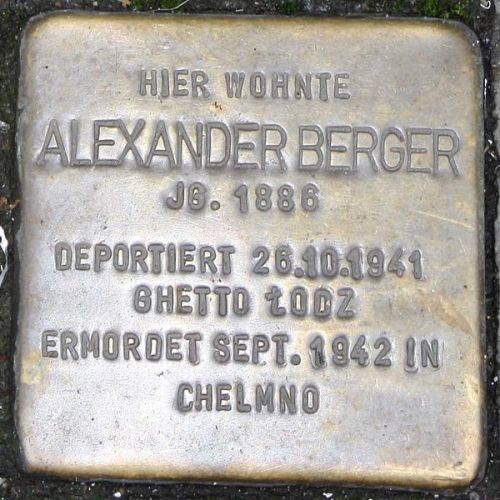 HIER WOHNTE
ALEXANDER BERGER
JG. 1886
DEPORTIERT 26.10.1941
GHETTO ŁODZ
ERMORDET SEPT. 1942 IN
CHELMNO